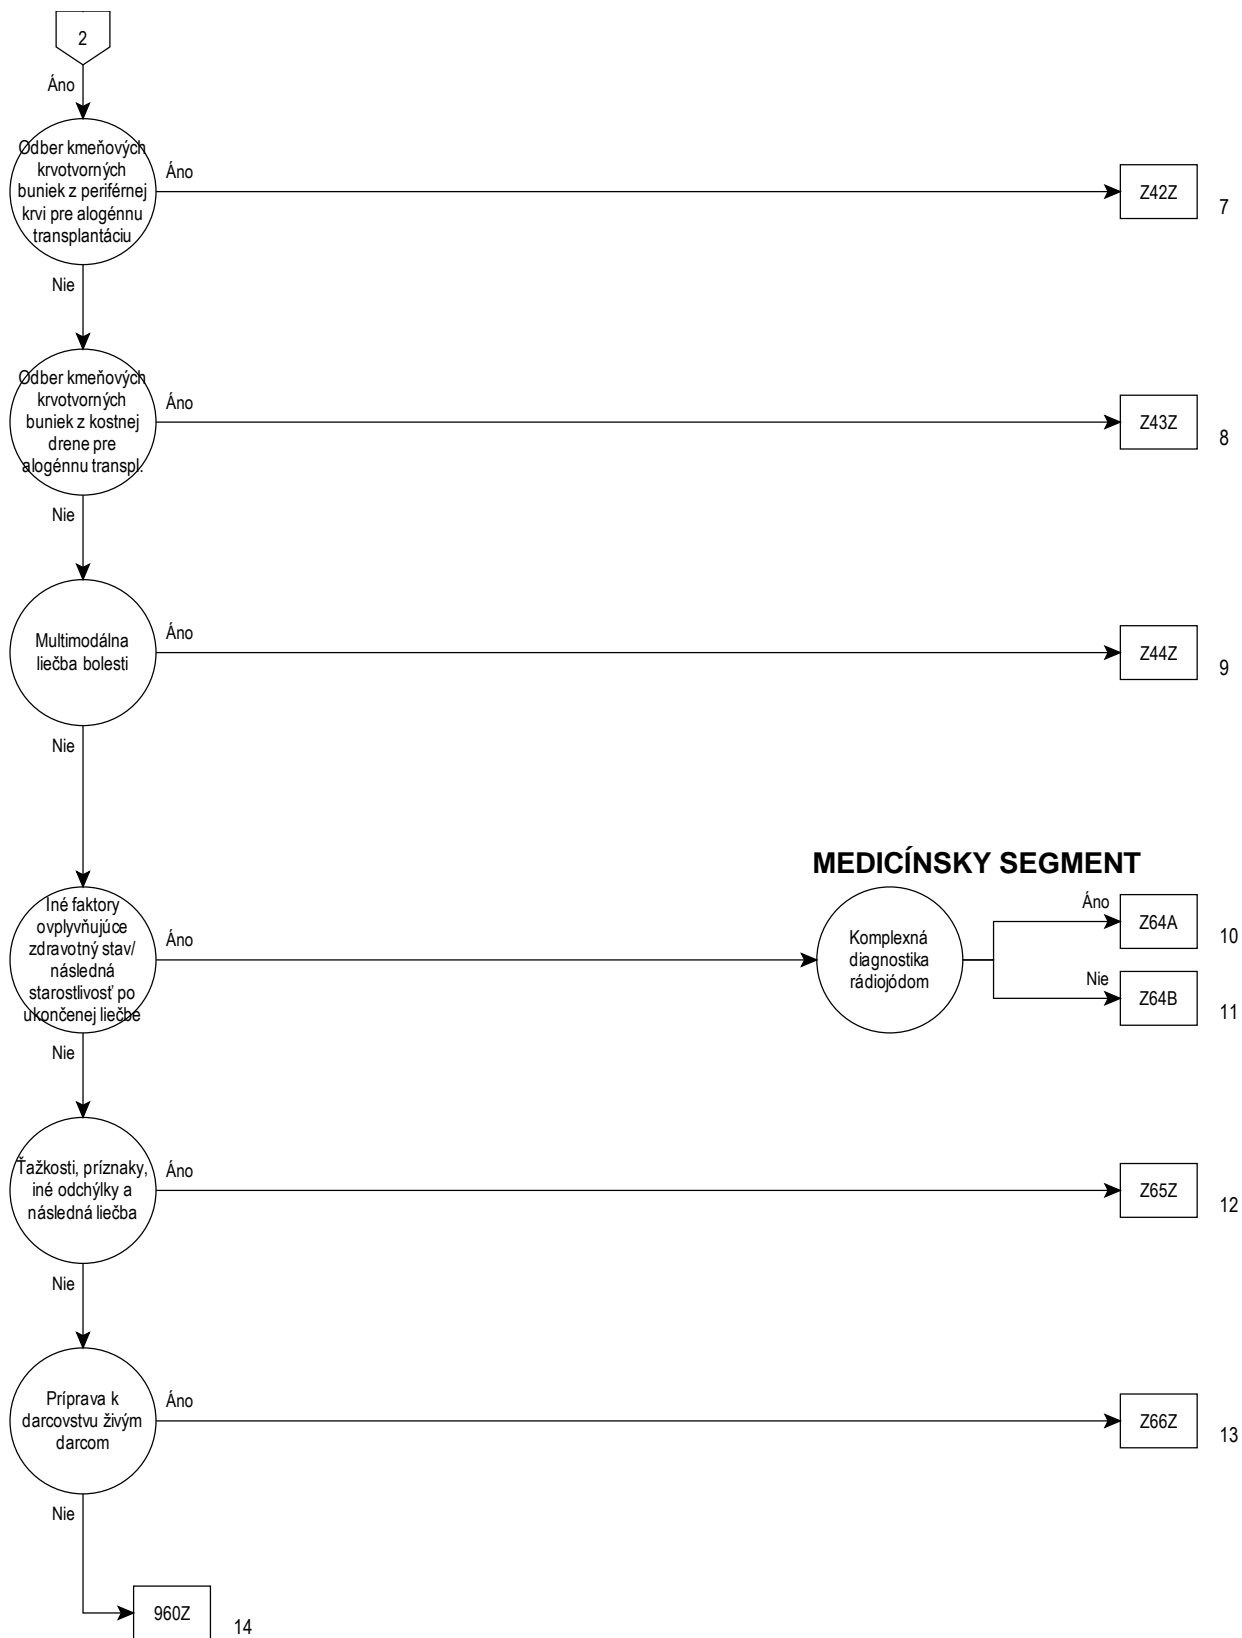 2
Áno
Odber kmeňových
krvotvorných
buniek z periférnej
krvi pre alogénnu
transplantáciu
Áno
Z42Z
7
Nie
Odber kmeňových
krvotvorných
buniek z kostnej
drene pre
alogénnu transpl.
Áno
Z43Z
8
Nie
Multimodálna
liečba bolesti
Áno
Z44Z
9
Nie
MEDICÍNSKY SEGMENT
Iné faktory
ovplyvňujúce
zdravotný stav/
následná
starostlivosť po
ukončenej liečbe
Áno
Komplexná
diagnostika
rádiojódom
Áno
Z64A
10
Nie
Z64B
11
Nie
Ťažkosti, príznaky,
iné odchýlky a
následná liečba
Áno
Z65Z
12
Nie
Príprava k
darcovstvu živým
darcom
Áno
Z66Z
13
Nie
960Z
14